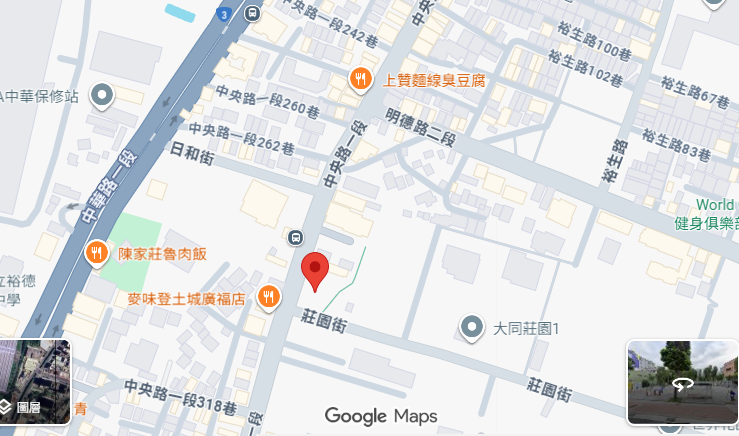 中央路一段242巷
3
裕生路100巷
裕生路102巷
上贊麵線臭豆腐
裕生路67巷
A中華保修站
中央路一段260巷
明德路二段
中央路一段262巷
裕生路83巷
日和街
中央路一段
裕生路
中華路一段
World
健身俱樂部
陳家莊魯肉飯
立裕德
中學
麥味登土城廣福店
莊園街
大同莊園1
莊園街
中央路一段318巷
圖層
青
一段
Google Maps